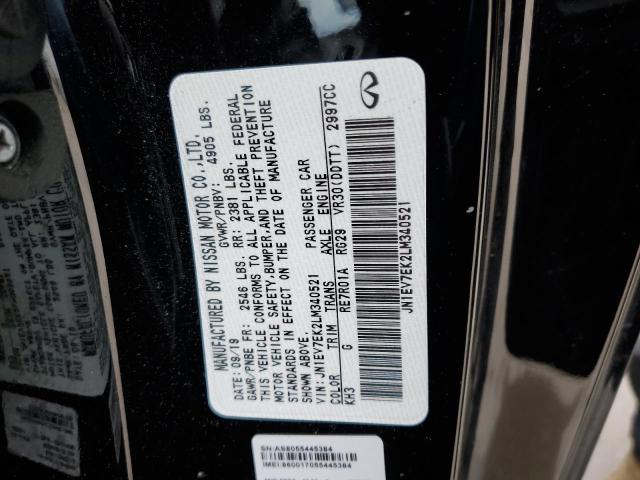 MANUFACTURED BY NISSAN MOTOR CO.,LTD.
DATE: 09/19 GVWR/PNBV: 4905 LBS.
GAWR/PNBE FR: 2546 LBS. RR: 2381 LBS.
THIS VEHICLE CONFORMS TO ALL APPLICABLE FEDERAL
MOTOR VEHICLE SAFETY,BUMPER,AND THEFT PREVENTION
STANDARDS IN EFFECT ON THE DATE OF MANUFACTURE
SHOWN ABOVE.
VIN: JN1EV7EK2LM340521 PASSENGER CAR
COLOR TRIM TRANS AXLE ENGINE
KH3 G RE7R01A RG29 VR30(DDTT) 2997CC
JN1EV7EK2LM340521
SN:AS8055445384
IMEI:860017055445384